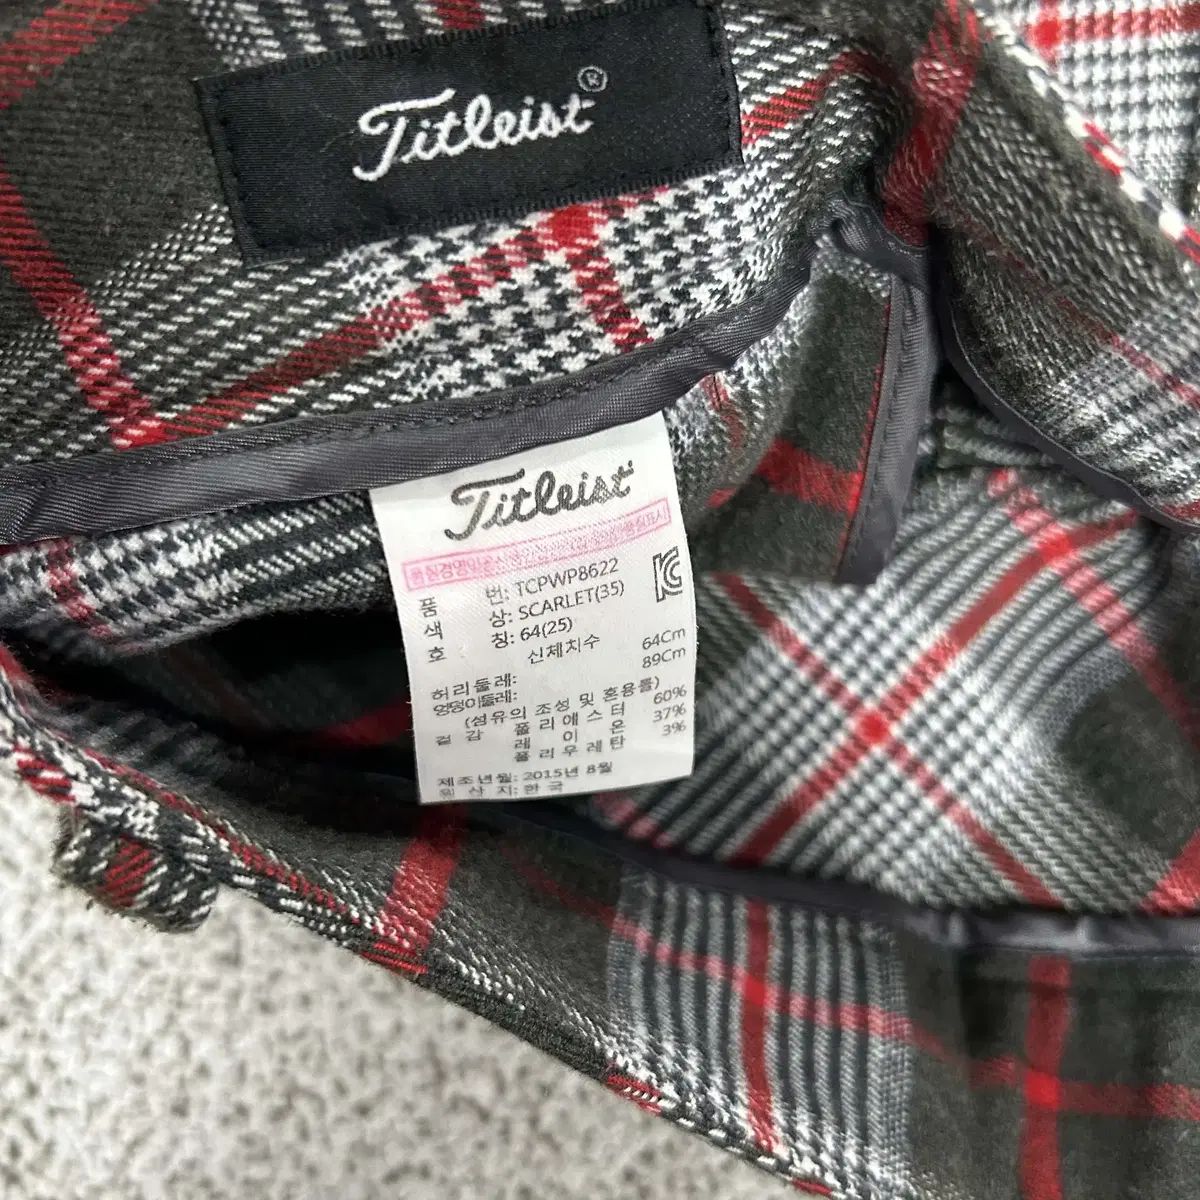 Titleist®
Titleist
품 번: TCPWP8622
색 상: SCARLET(35)
호 칭: 64(25)
신체치수
허리둘레: 64Cm
엉덩이둘레: 89Cm
(섬유의 조성 및 혼용률)
겉감 폴리에스터 60%
레이온 37%
폴리우레탄 3%
제조년월: 2015년 8월
원산지: 한국